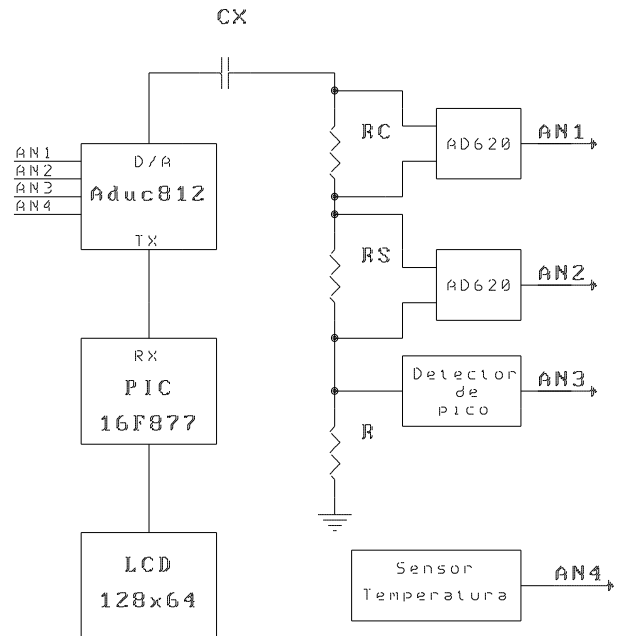 CX
RC
AD620
AN1
AN1
AN2
AN3
AN4
D/A
Aduc812
TX
RS
AD620
AN2
RX
PIC
16F877
Detector
de
pico
AN3
R
LCD
128x64
Sensor
Temperatura
AN4